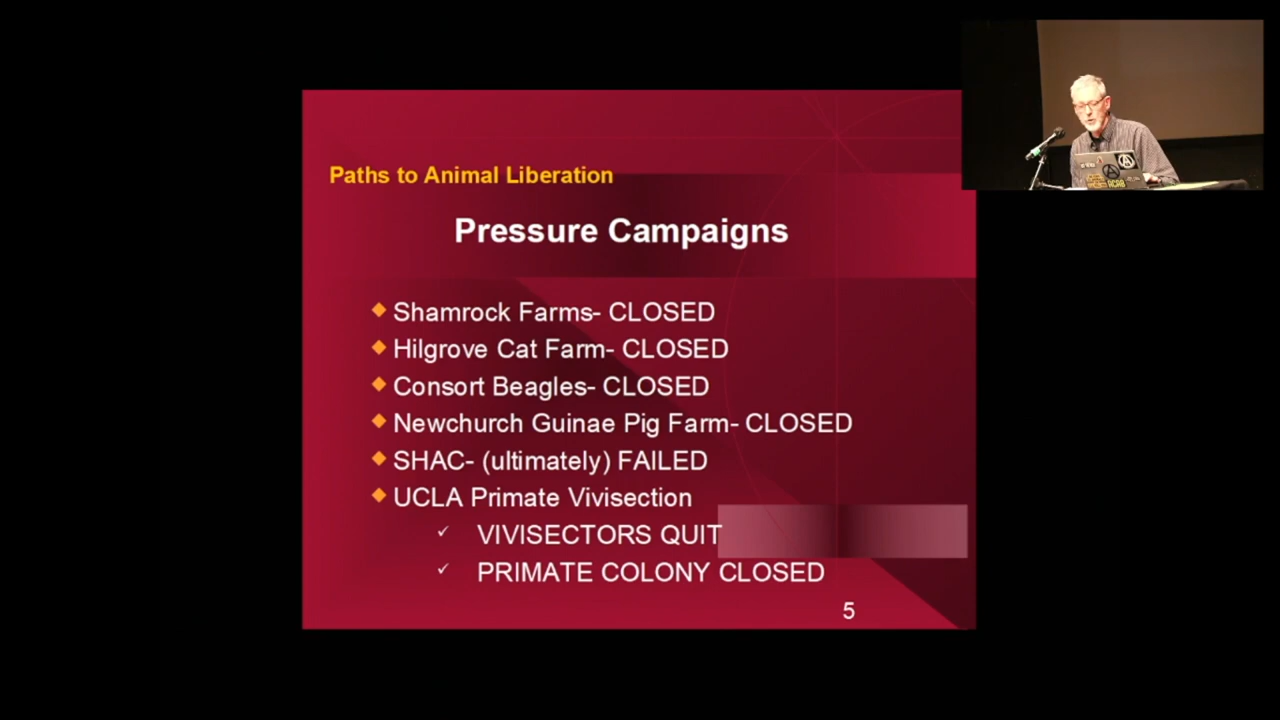 Paths to Animal Liberation
Pressure Campaigns
Shamrock Farms- CLOSED
Hilgrove Cat Farm- CLOSED
Consort Beagles- CLOSED
Newchurch Guinae Pig Farm- CLOSED
SHAC- (ultimately) FAILED
UCLA Primate Vivisection
VIVISECTORS QUIT
PRIMATE COLONY CLOSED
5
ACAB